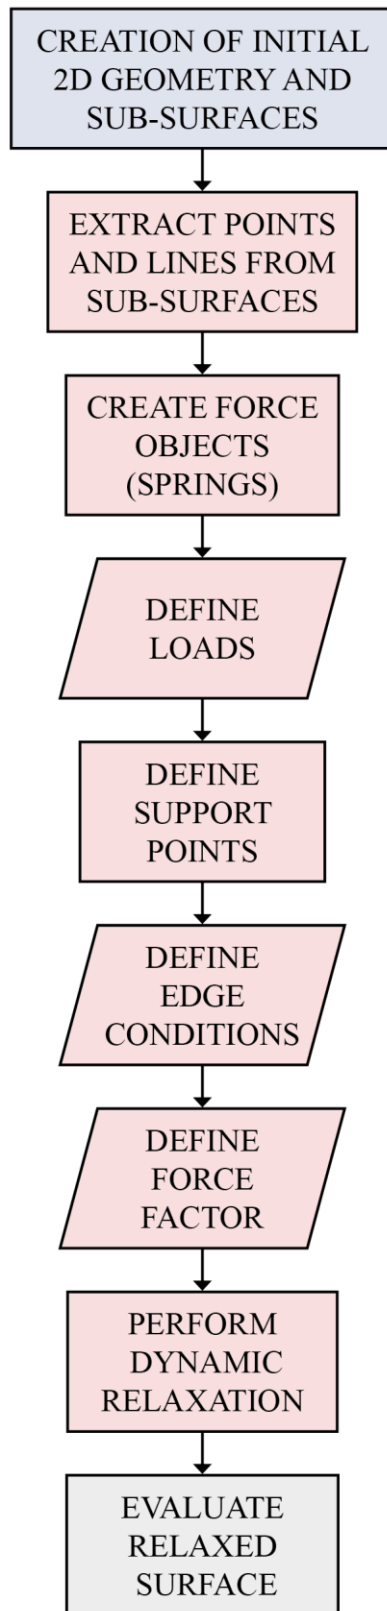 CREATION OF INITIAL
2D GEOMETRY AND
SUB-SURFACES
EXTRACT POINTS
AND LINES FROM
SUB-SURFACES
CREATE FORCE
OBJECTS
(SPRINGS)
DEFINE
LOADS
DEFINE
SUPPORT
POINTS
DEFINE
EDGE
CONDITIONS
DEFINE
FORCE
FACTOR
PERFORM
DYNAMIC
RELAXATION
EVALUATE
RELAXED
SURFACE